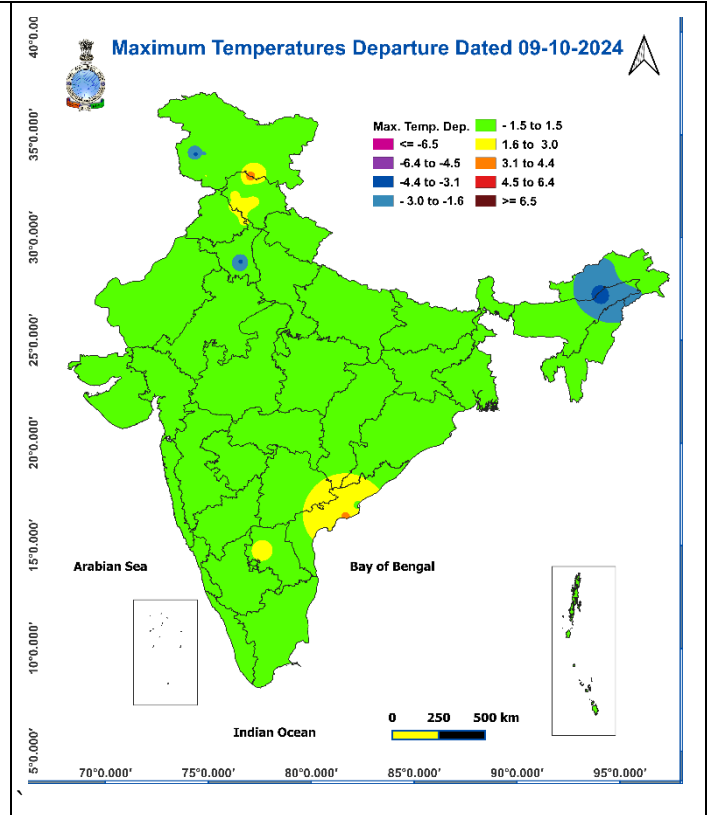 Maximum Temperatures Departure Dated 09-10-2024
Max. Temp. Dep.
<= -6.5
-6.4 to -4.5
-4.4 to -3.1
- 3.0 to -1.6
- 1.5 to 1.5
1.6 to 3.0
3.1 to 4.4
4.5 to 6.4
>= 6.5
40°0.00
35°0.000'
30°0.000'
25°0.000'
20°0.000'
15°0.000'
10°0.000'
5°0.000'
Arabian Sea
Bay of Bengal
Indian Ocean
0 250 500 km
70°0.000' 75°0.000' 80°0.000' 85°0.000' 90°0.000' 95°0.000'
`